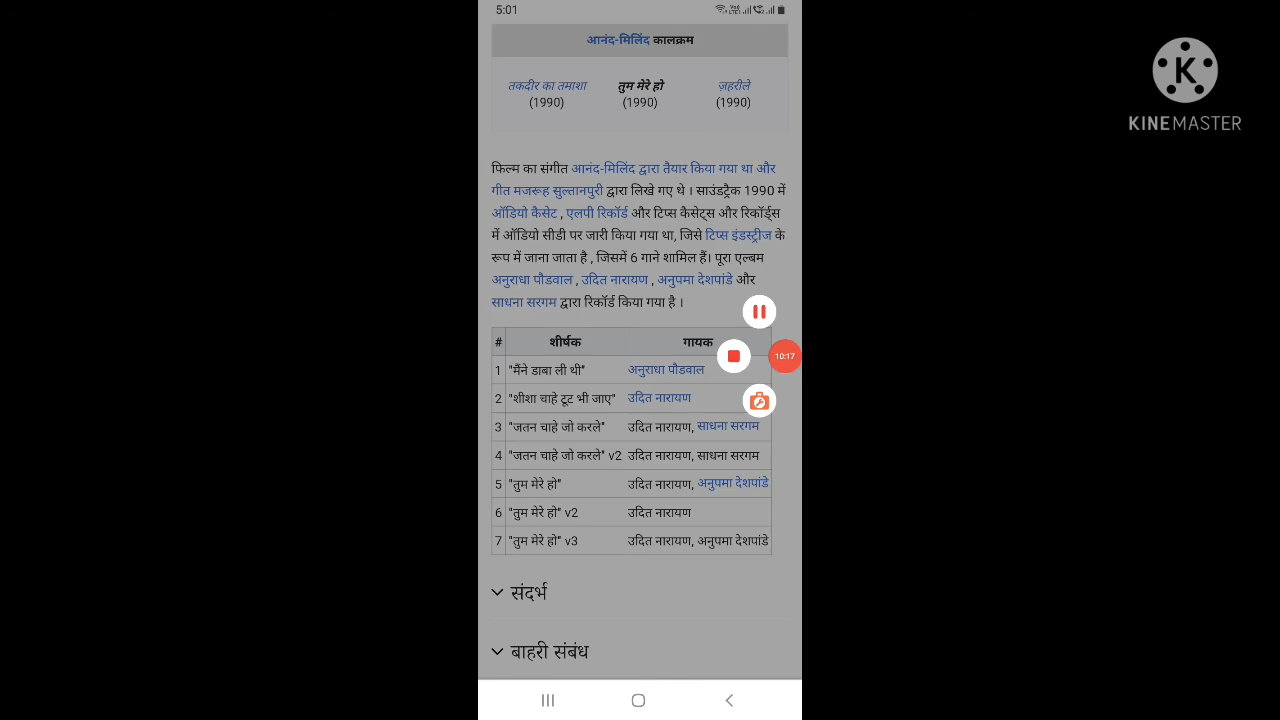 5:01
KINEMASTER
आनंद-मिलिंद कालक्रम
तकदीर का तमाशा तुम मेरे हो ज़हरीले
(1990) (1990) (1990)
फिल्म का संगीत आनंद-मिलिंद द्वारा तैयार किया गया था और
गीत मजरूह सुल्तानपुरी द्वारा लिखे गए थे । साउंडट्रैक 1990 में
ऑडियो कैसेट , एलपी रिकॉर्ड और टिप्स कैसेट्स और रिकॉर्ड्स
में ऑडियो सीडी पर जारी किया गया था, जिसे टिप्स इंडस्ट्रीज के
रूप में जाना जाता है , जिसमें 6 गाने शामिल हैं। पूरा एल्बम
अनुराधा पौडवाल , उदित नारायण , अनुपमा देशपांडे और
साधना सरगम द्वारा रिकॉर्ड किया गया है ।
# शीर्षक गायक
10:17
1 "मैंने डाबा ली थी" अनुराधा पौडवाल
2 "शीशा चाहे टूट भी जाए" उदित नारायण
3 "जतन चाहे जो करले" उदित नारायण, साधना सरगम
4 "जतन चाहे जो करले" v2 उदित नारायण, साधना सरगम
5 "तुम मेरे हो" उदित नारायण, अनुपमा देशपांडे
6 "तुम मेरे हो" v2 उदित नारायण
7 "तुम मेरे हो" v3 उदित नारायण, अनुपमा देशपांडे
संदर्भ
बाहरी संबंध